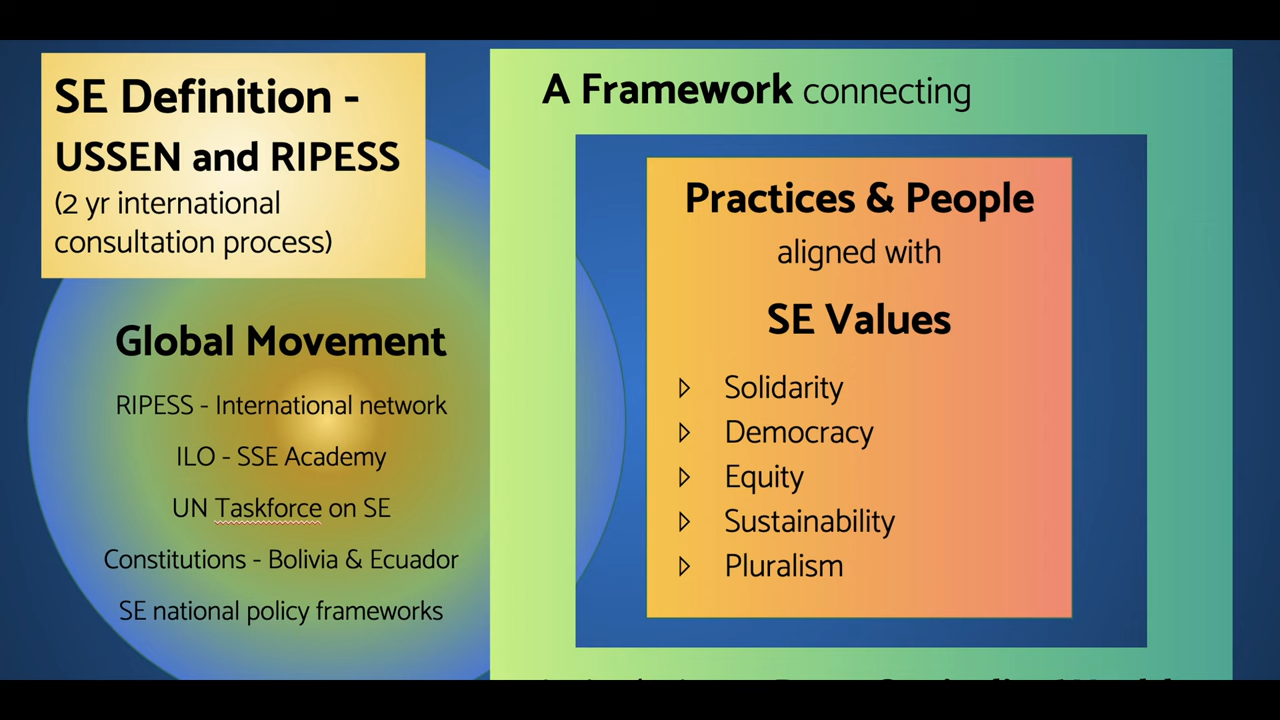 SE Definition -
USSEN and RIPESS
(2 yr international
consultation process)
Global Movement
RIPESS - International network
ILO - SSE Academy
UN Taskforce on SE
Constitutions - Bolivia & Ecuador
SE national policy frameworks
A Framework connecting
Practices & People
aligned with
SE Values
▷ Solidarity
▷ Democracy
▷ Equity
▷ Sustainability
▷ Pluralism